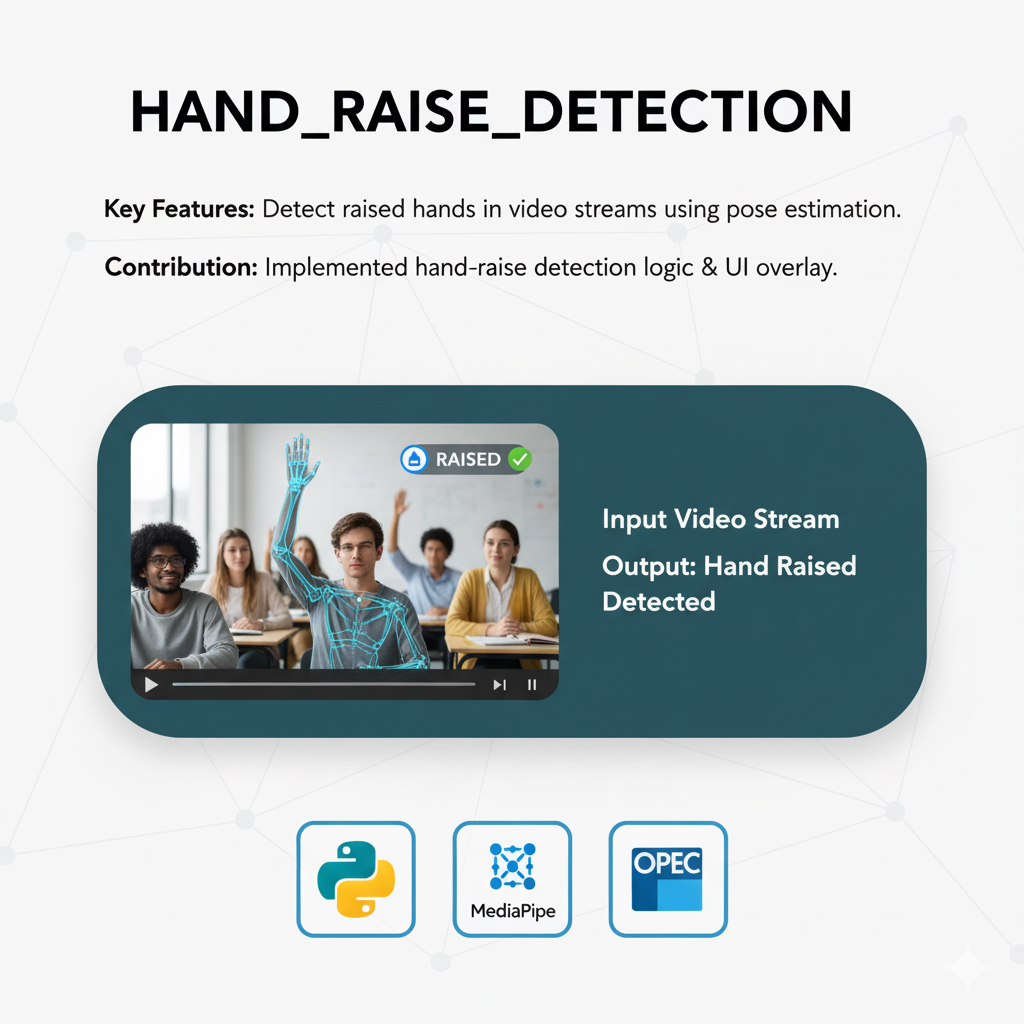 HAND_RAISE_DETECTION
Key Features: Detect raised hands in video streams using pose estimation.
Contribution: Implemented hand-raise detection logic & UI overlay.
RAISED
Input Video Stream
Output: Hand Raised
Detected
MediaPipe
OPEC